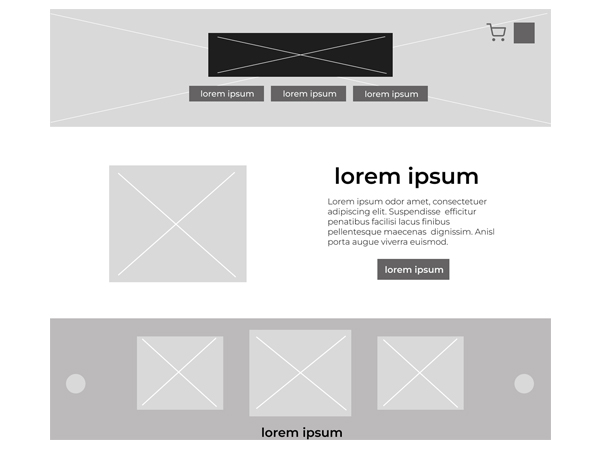 lorem ipsum
lorem ipsum
lorem ipsum
lorem ipsum
Lorem ipsum odor amet, consectetuer
adipiscing elit. Suspendisse efficitur
penatibus facilisi lacus finibus
pellentesque maecenas dignissim. Anisl
porta augue viverra euismod.
lorem ipsum
lorem ipsum